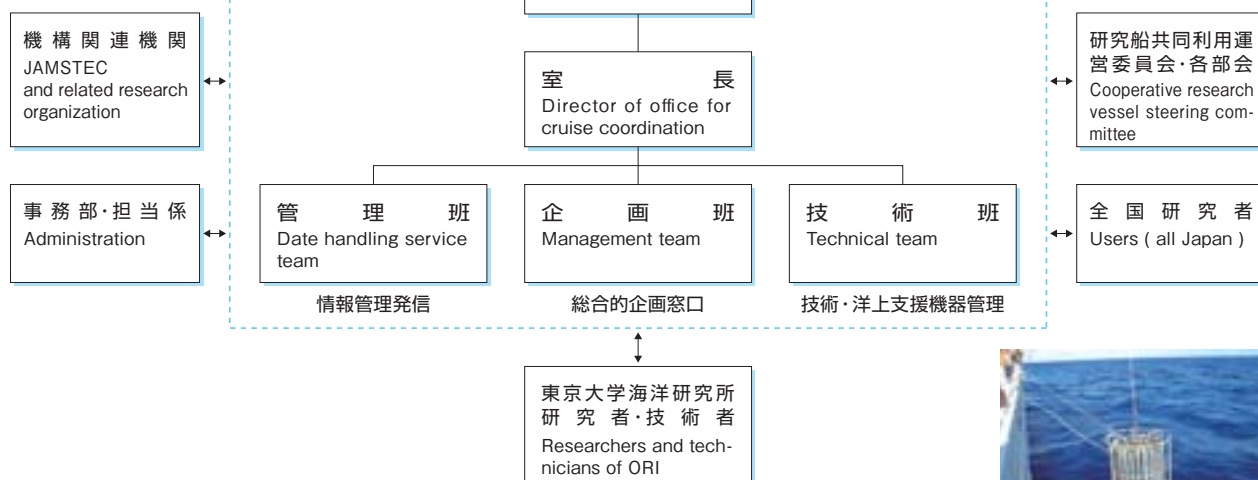 機構関連機関
JAMSTEC
and related research
organization
室長
Director of office for
cruise coordination
研究船共同利用運
営委員会・各部会
Cooperative research
vessel steering com-
mittee
事務部・担当係
Administration
管理班
Date handling service
team
企画班
Management team
技術班
Technical team
全国研究者
Users ( all Japan )
情報管理発信
総合的企画窓口
技術・洋上支援機器管理
東京大学海洋研究所
研究者・技術者
Researchers and tech-
nicians of ORI